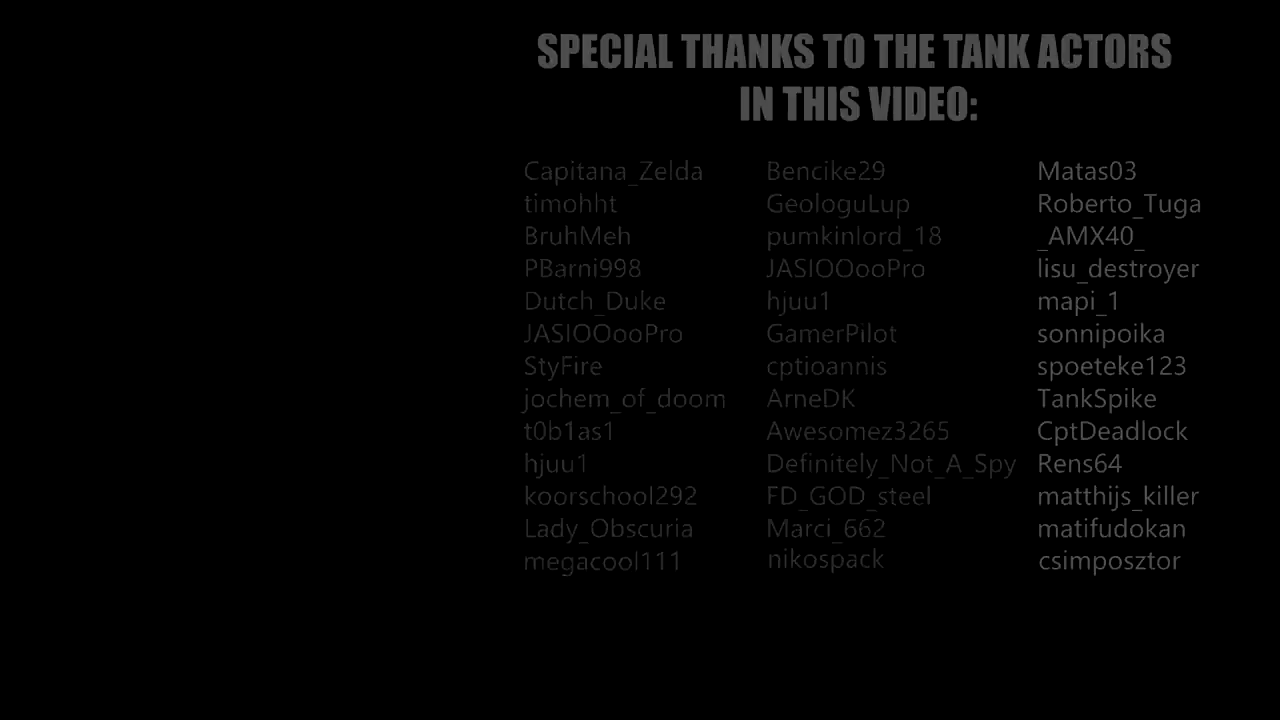 SPECIAL THANKS TO THE TANK ACTORS
IN THIS VIDEO:
Capitana_Zelda
timohht
BruhMeh
PBarni998
Dutch_Duke
JASIOOooPro
StyFire
jochem_of_doom
t0b1as1
hjuu1
koorschool292
Lady_Obscuria
megacool111
Bencike29
GeologuLup
pumkinlord_18
JASIOOooPro
hjuu1
GamerPilot
cptioannis
ArneDK
Awesomez3265
Definitely_Not_A_Spy
FD_GOD_steel
Marci_662
nikospack
Matas03
Roberto_Tuga
_AMX40_
lisu_destroyer
mapi_1
sonnipoika
spoeteke123
TankSpike
CptDeadlock
Rens64
matthijs_killer
matifudokan
csimposztor